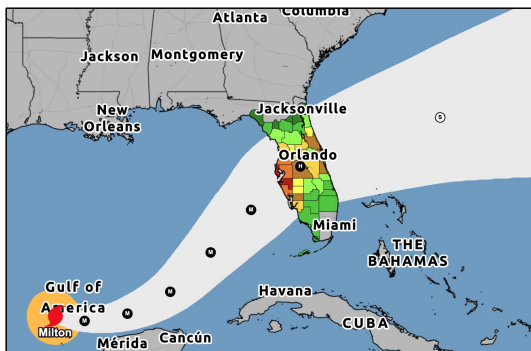 Atlanta
Columbia
Jackson
Montgomery
New
Orleans
Jacksonville
S
Orlando
H
M
M
M
M
M
Miami
THE
BAHAMAS
Gulf of
America
Milton
Havana
CUBA
Mérida
Cancún